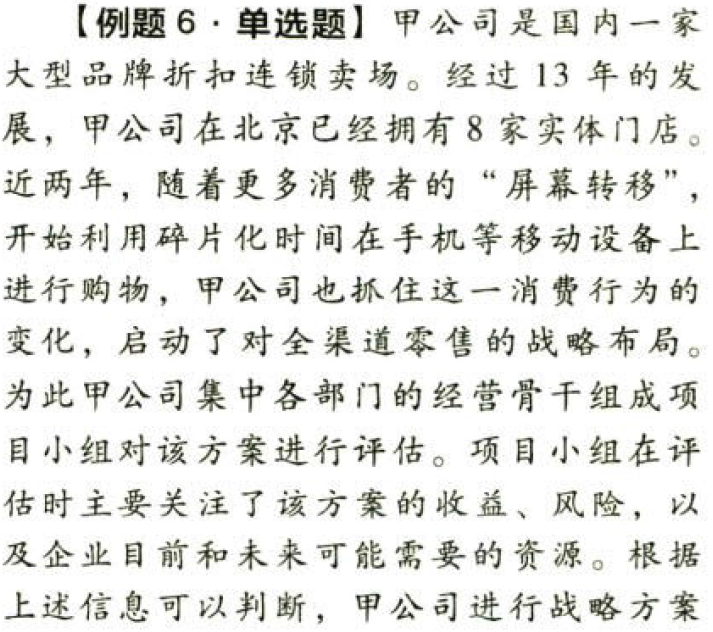 【例题 6 · 单选题】甲公司是国内一家
大型品牌折扣连锁卖场。经过 13 年的发
展，甲公司在北京已经拥有 8 家实体门店。
近两年，随着更多消费者的“屏幕转移”，
开始利用碎片化时间在手机等移动设备上
进行购物，甲公司也抓住这一消费行为的
变化，启动了对全渠道零售的战略布局。
为此甲公司集中各部门的经营骨干组成项
目小组对该方案进行评估。项目小组在评
估时主要关注了该方案的收益、风险，以
及企业目前和未来可能需要的资源。根据
上述信息可以判断，甲公司进行战略方案